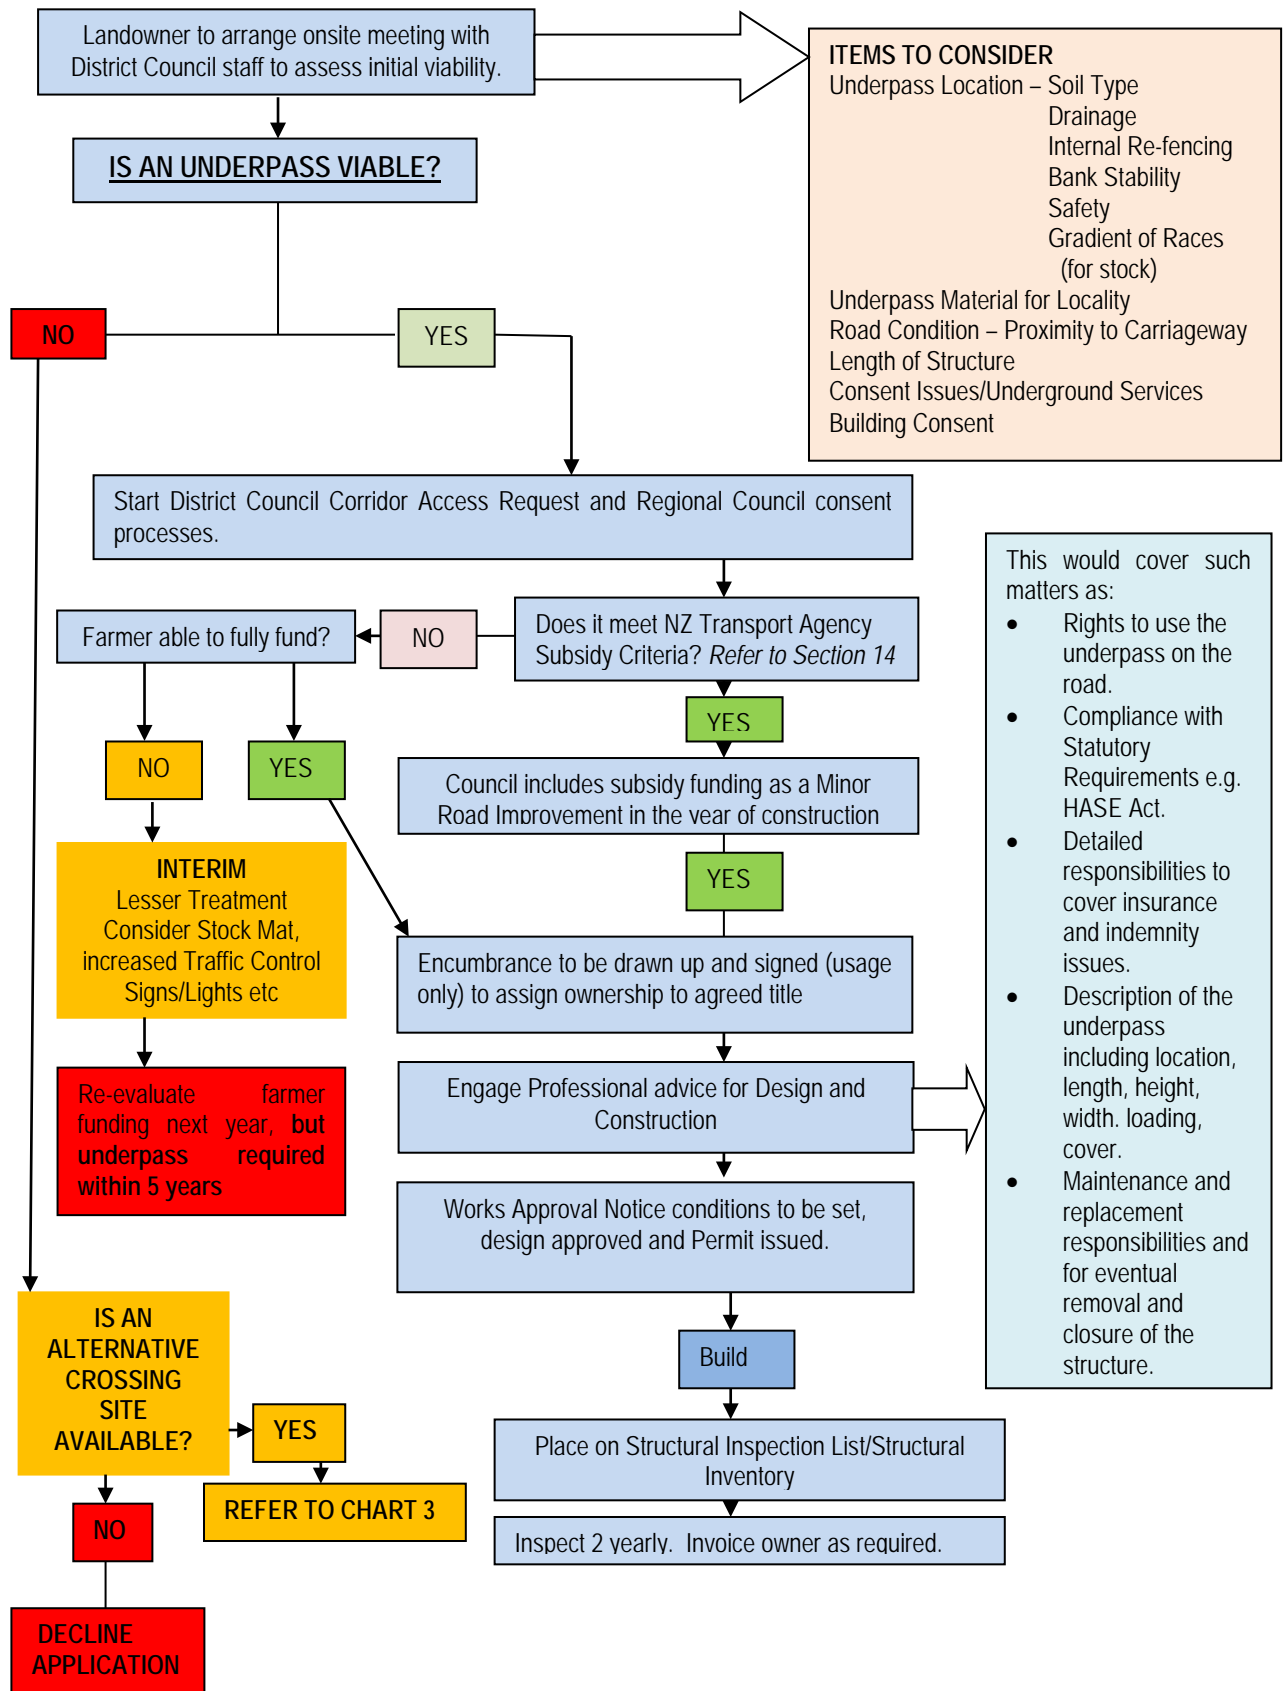 Landowner to arrange onsite meeting with
District Council staff to assess initial viability.
ITEMS TO CONSIDER
Underpass Location – Soil Type
Drainage
Internal Re-fencing
Bank Stability
Safety
Gradient of Races
(for stock)
Underpass Material for Locality
Road Condition – Proximity to Carriageway
Length of Structure
Consent Issues/Underground Services
Building Consent
IS AN UNDERPASS VIABLE?
NO
YES
Start District Council Corridor Access Request and Regional Council consent
processes.
Does it meet NZ Transport Agency
Subsidy Criteria? Refer to Section 14
NO
Farmer able to fully fund?
NO
YES
YES
Council includes subsidy funding as a Minor
Road Improvement in the year of construction
YES
INTERIM
Lesser Treatment
Consider Stock Mat,
increased Traffic Control
Signs/Lights etc
Re-evaluate farmer
funding next year, but
underpass required
within 5 years
Encumbrance to be drawn up and signed (usage
only) to assign ownership to agreed title
Engage Professional advice for Design and
Construction
This would cover such
matters as:
• Rights to use the
underpass on the
road.
• Compliance with
Statutory
Requirements e.g.
HASE Act.
• Detailed
responsibilities to
cover insurance
and indemnity
issues.
• Description of the
underpass
including location,
length, height,
width. loading,
cover.
• Maintenance and
replacement
responsibilities and
for eventual
removal and
closure of the
structure.
Works Approval Notice conditions to be set,
design approved and Permit issued.
Build
Place on Structural Inspection List/Structural
Inventory
Inspect 2 yearly. Invoice owner as required.
IS AN
ALTERNATIVE
CROSSING
SITE
AVAILABLE?
YES
REFER TO CHART 3
NO
DECLINE
APPLICATION